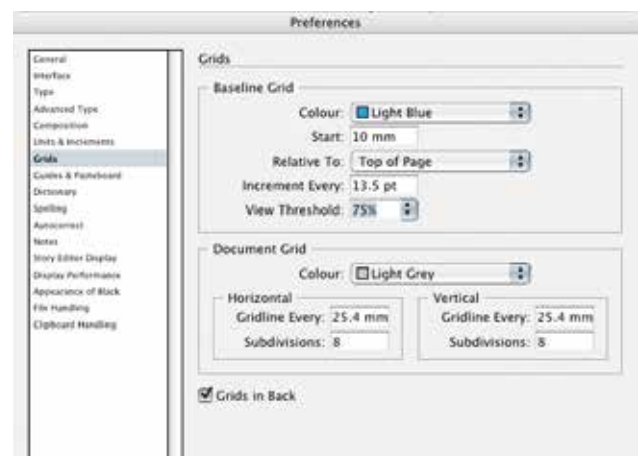 Preferences
General
Interface
Type
Advanced Type
Composition
Units & Increments
Grids
Guides & Pasteboard
Dictionary
Spelling
Autocorrect
Notes
Story Editor Display
Display Performance
Appearance of Black
File Handling
Clipboard Handling
Grids
Baseline Grid
Colour: Light Blue
Start: 10 mm
Relative To: Top of Page
Increment Every: 13.5 pt
View Threshold: 75%
Document Grid
Colour: Light Grey
Horizontal
Gridline Every: 25.4 mm
Subdivisions: 8
Vertical
Gridline Every: 25.4 mm
Subdivisions: 8
Grids in Back